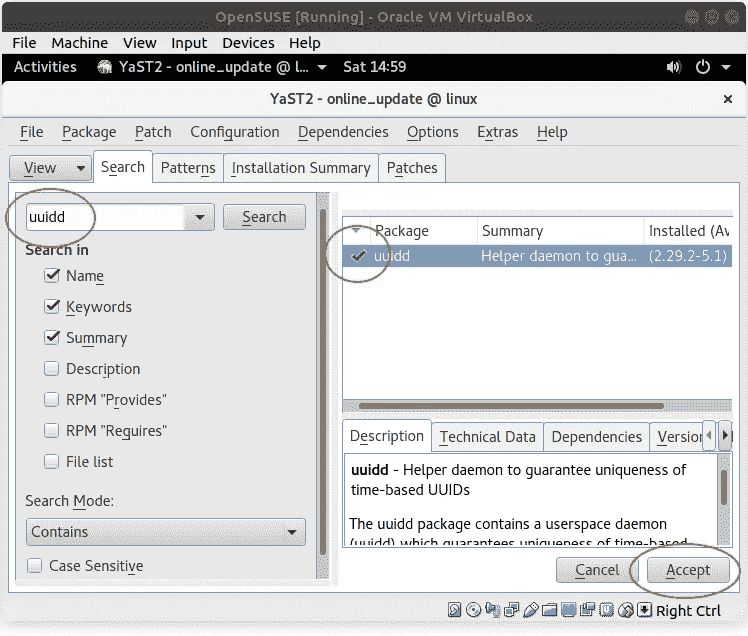 OpenSUSE [Running] - Oracle VM VirtualBox
File Machine View Input Devices Help
Activities YaST2 - online_update @ l... Sat 14:59
YaST2 - online_update @ linux
File Package Patch Configuration Dependencies Options Extras Help
View Search Patterns Installation Summary Patches
uuidd Search
Search in
Name
Keywords
Summary
Description
RPM "Provides"
RPM "Requires"
File list
Search Mode:
Contains
Case Sensitive
Package Summary Installed (Av
uuidd Helper daemon to gua... (2.29.2-5.1)
Description Technical Data Dependencies Version
uuidd - Helper daemon to guarantee uniqueness of
time-based UUIDs
The uuidd package contains a userspace daemon
(uuidd) which guarantees uniqueness of time-based
Cancel Accept
Right Ctrl